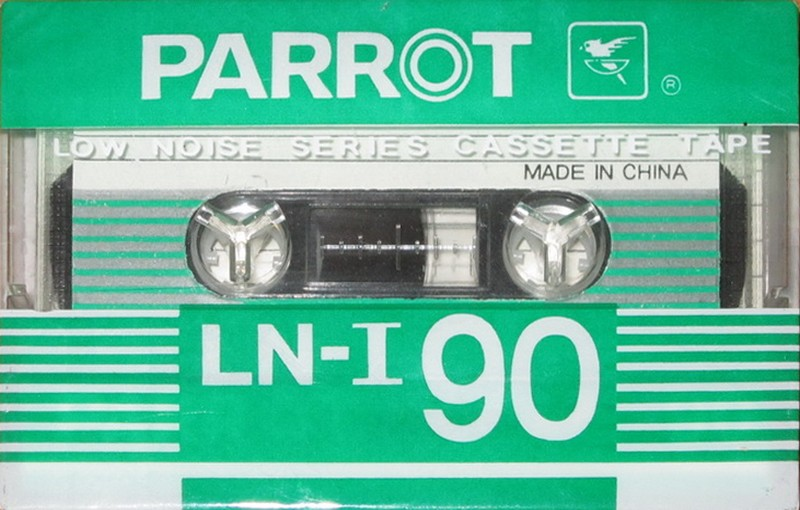 PARROT ®
LOW NOISE SERIES CASSETTE TAPE
MADE IN CHINA
LN-I 90